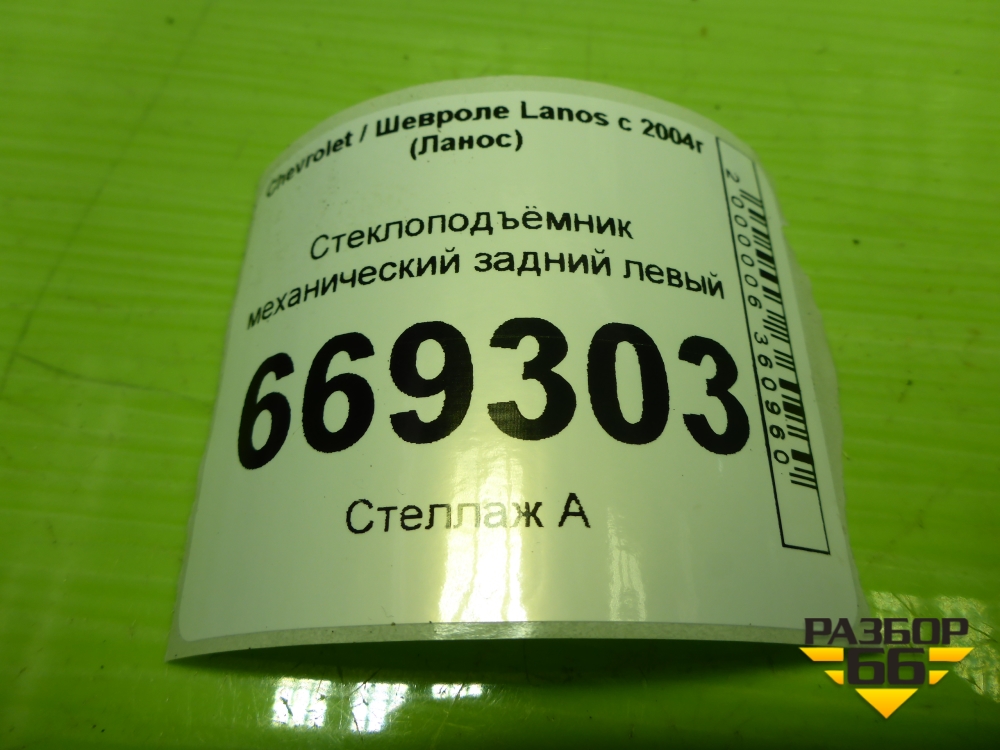 Chevrolet / Шевроле Lanos с 2004г
(Ланос)
Стеклоподъёмник
механический задний левый
669303
Стеллаж А
2000006360960
РАЗБОР
66